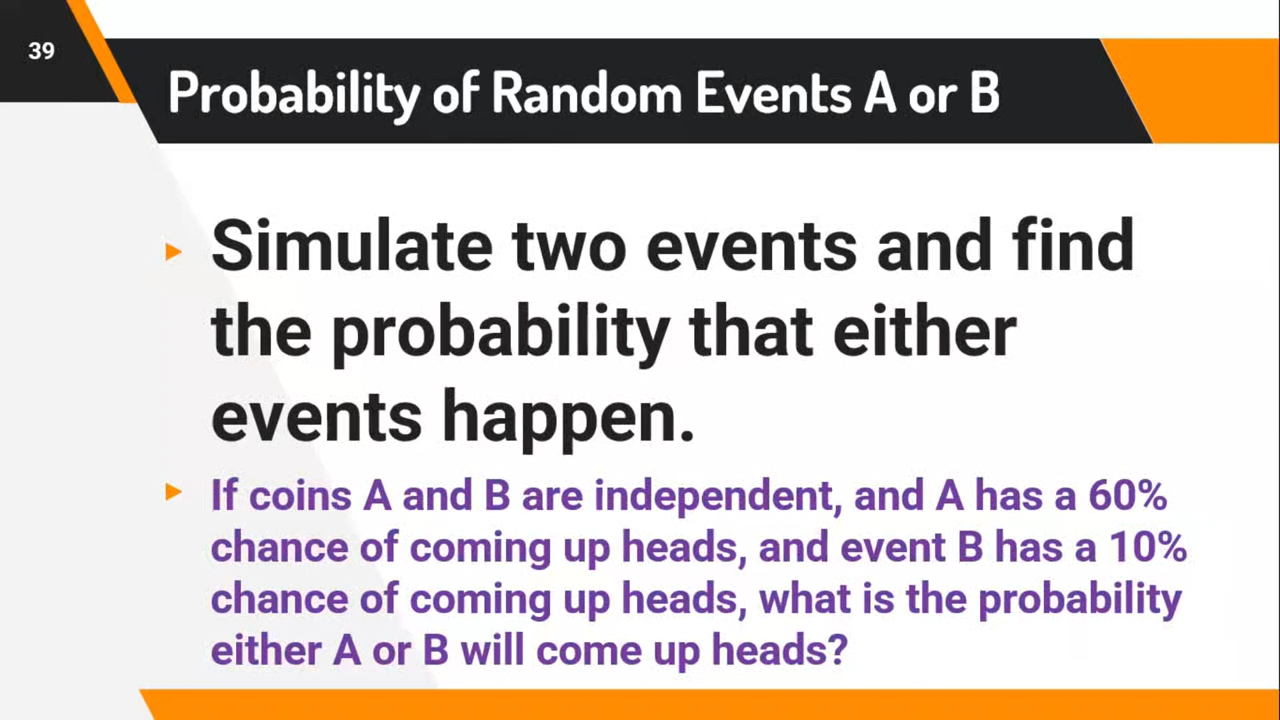 39
Probability of Random Events A or B
Simulate two events and find
the probability that either
events happen.
If coins A and B are independent, and A has a 60%
chance of coming up heads, and event B has a 10%
chance of coming up heads, what is the probability
either A or B will come up heads?